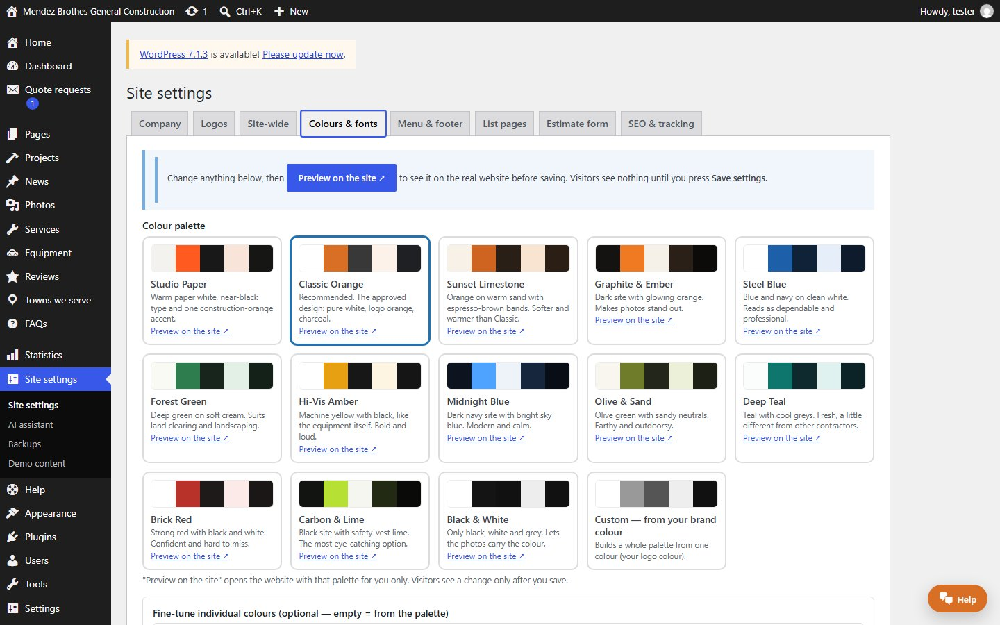 Mendez Brothes General Construction
1
Ctrl+K
New
Howdy, tester
Home
Dashboard
Quote requests
1
Pages
Projects
News
Photos
Services
Equipment
Reviews
Towns we serve
FAQs
Statistics
Site settings
Site settings
AI assistant
Backups
Demo content
Help
Appearance
Plugins
Users
Tools
Settings
WordPress 7.1.3 is available! Please update now.
Site settings
Company
Logos
Site-wide
Colours & fonts
Menu & footer
List pages
Estimate form
SEO & tracking
Change anything below, then Preview on the site ↗ to see it on the real website before saving. Visitors see nothing until you press Save settings.
Colour palette
Studio Paper
Warm paper white, near-black
type and one construction-orange
accent.
Preview on the site ↗
Classic Orange
Recommended. The approved
design: pure white, logo orange,
charcoal.
Preview on the site ↗
Sunset Limestone
Orange on warm sand with
espresso-brown bands. Softer and
warmer than Classic.
Preview on the site ↗
Graphite & Ember
Dark site with glowing orange.
Makes photos stand out.
Preview on the site ↗
Steel Blue
Blue and navy on clean white.
Reads as dependable and
professional.
Preview on the site ↗
Forest Green
Deep green on soft cream. Suits
land clearing and landscaping.
Preview on the site ↗
Hi-Vis Amber
Machine yellow with black, like
the equipment itself. Bold and
loud.
Preview on the site ↗
Midnight Blue
Dark navy site with bright sky
blue. Modern and calm.
Preview on the site ↗
Olive & Sand
Olive green with sandy neutrals.
Earthy and outdoorsy.
Preview on the site ↗
Deep Teal
Teal with cool greys. Fresh, a little
different from other contractors.
Preview on the site ↗
Brick Red
Strong red with black and white.
Confident and hard to miss.
Preview on the site ↗
Carbon & Lime
Black site with safety-vest lime.
The most eye-catching option.
Preview on the site ↗
Black & White
Only black, white and grey. Lets
the photos carry the colour.
Preview on the site ↗
Custom — from your brand
colour
Builds a whole palette from one
colour (your logo colour).
"Preview on the site" opens the website with that palette for you only. Visitors see a change only after you save.
Fine-tune individual colours (optional — empty = from the palette)
Help